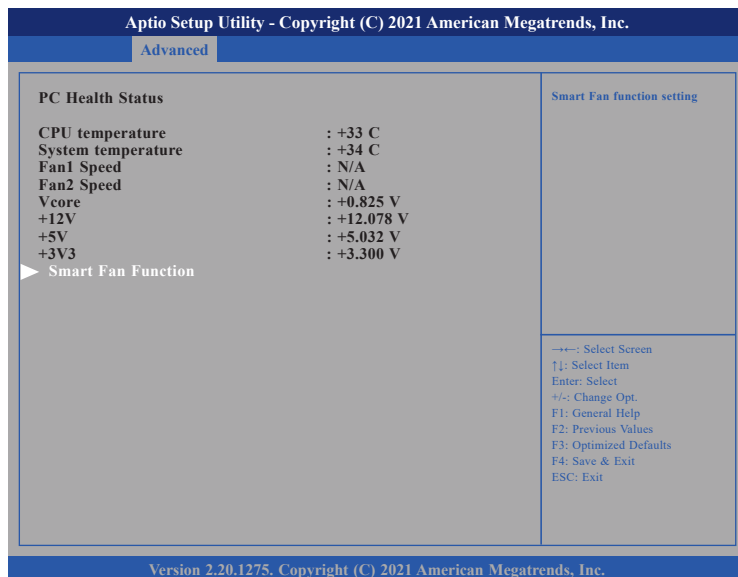 Aptio Setup Utility - Copyright (C) 2021 American Megatrends, Inc.
Advanced
PC Health Status
CPU temperature : +33 C
System temperature : +34 C
Fan1 Speed : N/A
Fan2 Speed : N/A
Vcore : +0.825 V
+12V : +12.078 V
+5V : +5.032 V
+3V3 : +3.300 V
Smart Fan Function
Smart Fan function setting
→←: Select Screen
↑↓: Select Item
Enter: Select
+/-: Change Opt.
F1: General Help
F2: Previous Values
F3: Optimized Defaults
F4: Save & Exit
ESC: Exit
Version 2.20.1275. Copyright (C) 2021 American Megatrends, Inc.